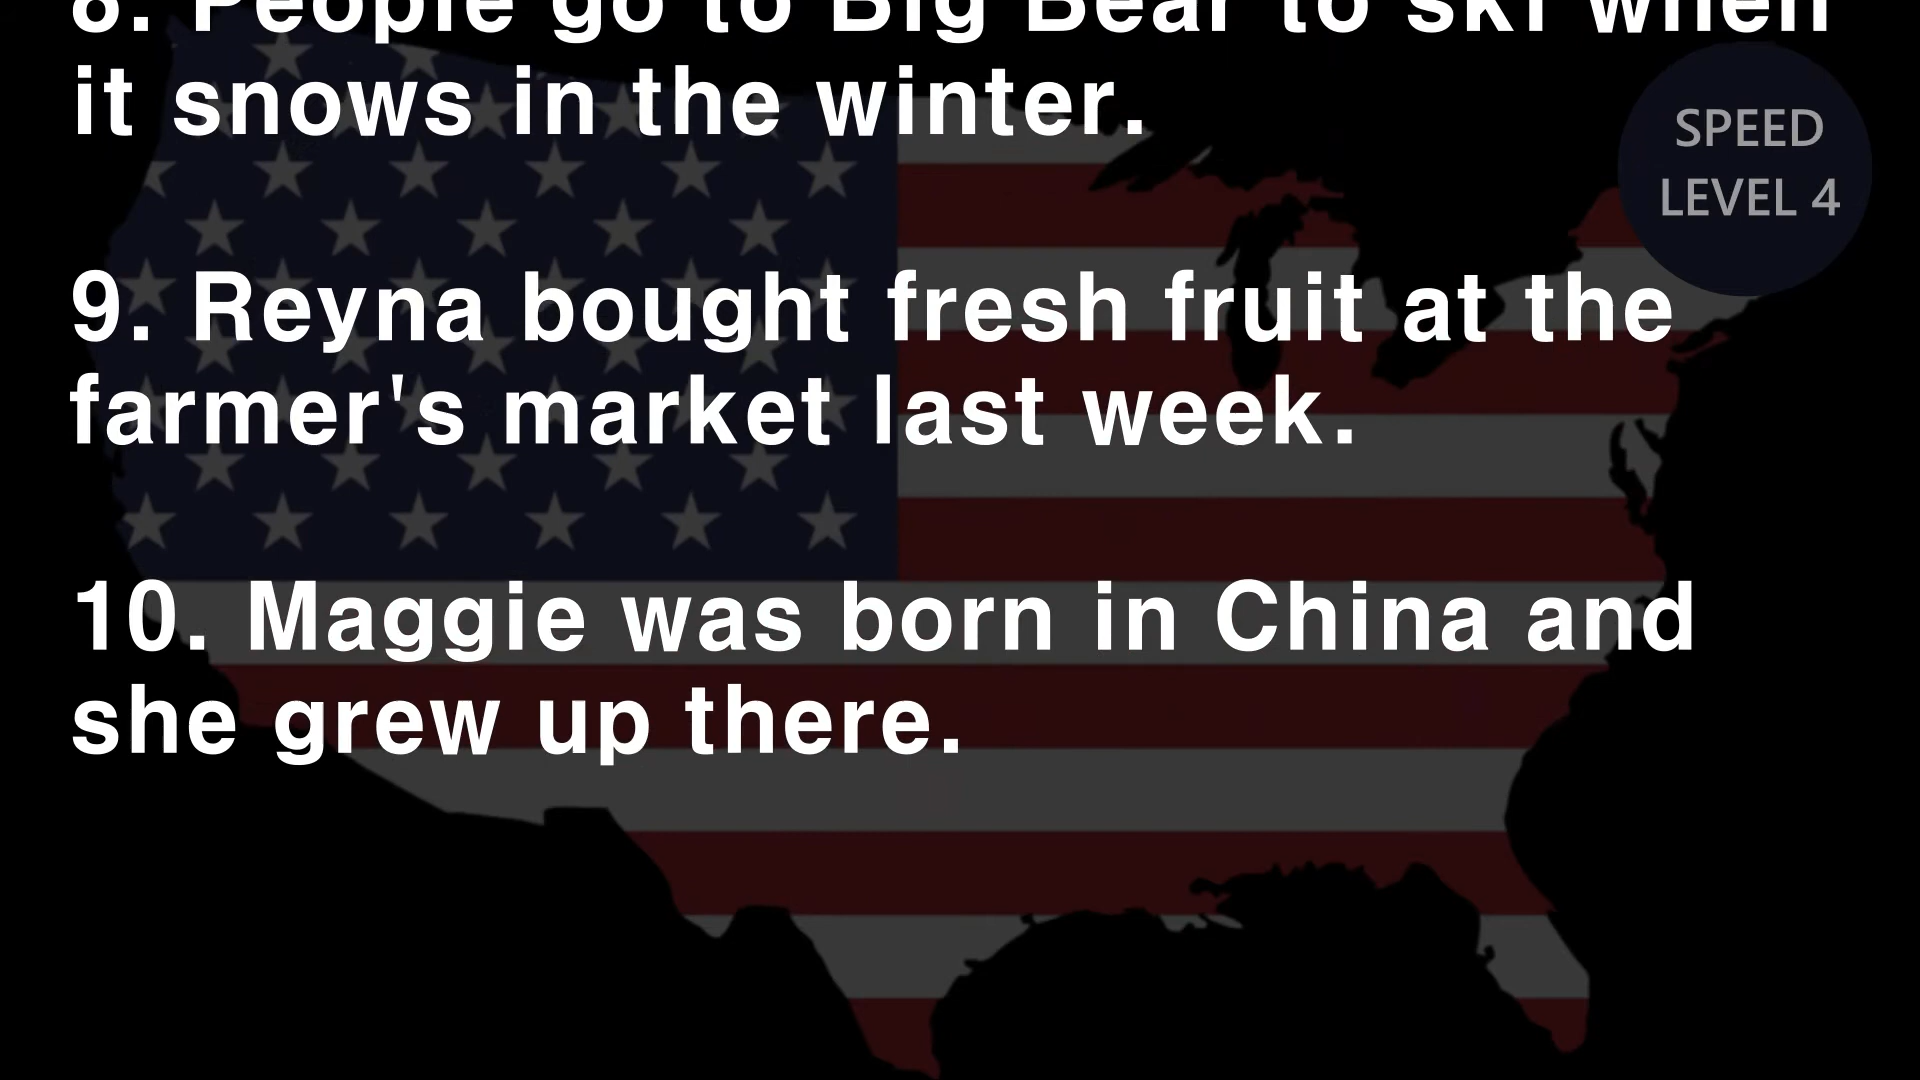 8. People go to Big Bear to ski when
it snows in the winter.
SPEED
LEVEL 4
9. Reyna bought fresh fruit at the
farmer's market last week.
10. Maggie was born in China and
she grew up there.